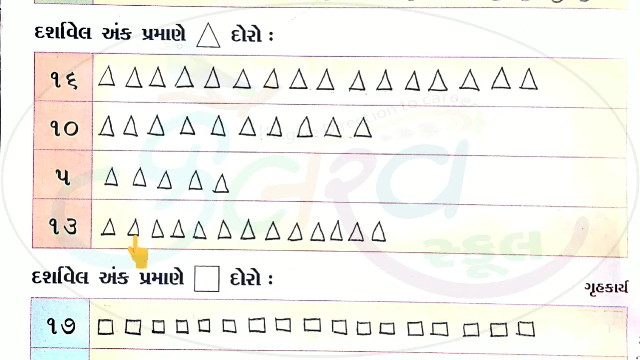 દર્શાવેલ અંક પ્રમાણે △ દોરો :
૧૬
૧૦
૫
૧૩
દર્શાવેલ અંક પ્રમાણે □ દોરો :
ગૃહકાર્ય
૧૭